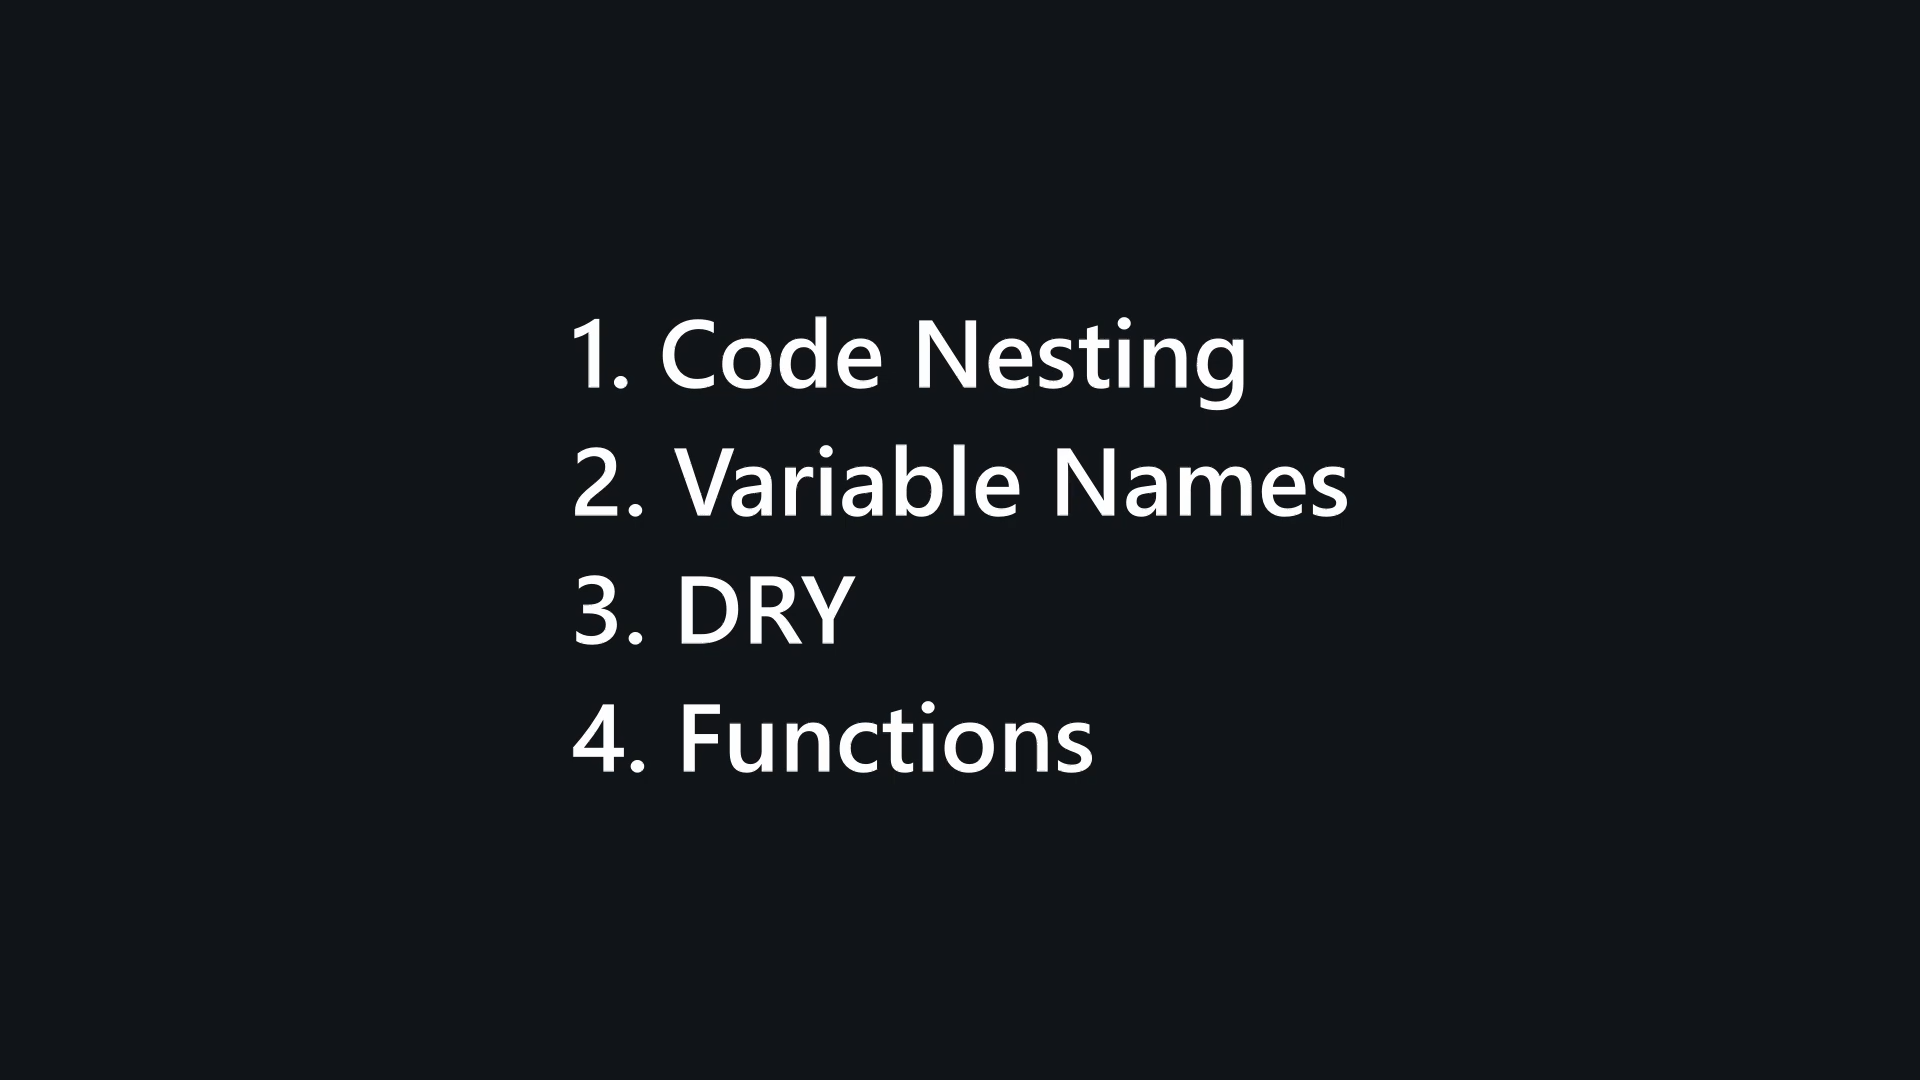 1. Code Nesting
2. Variable Names
3. DRY
4. Functions